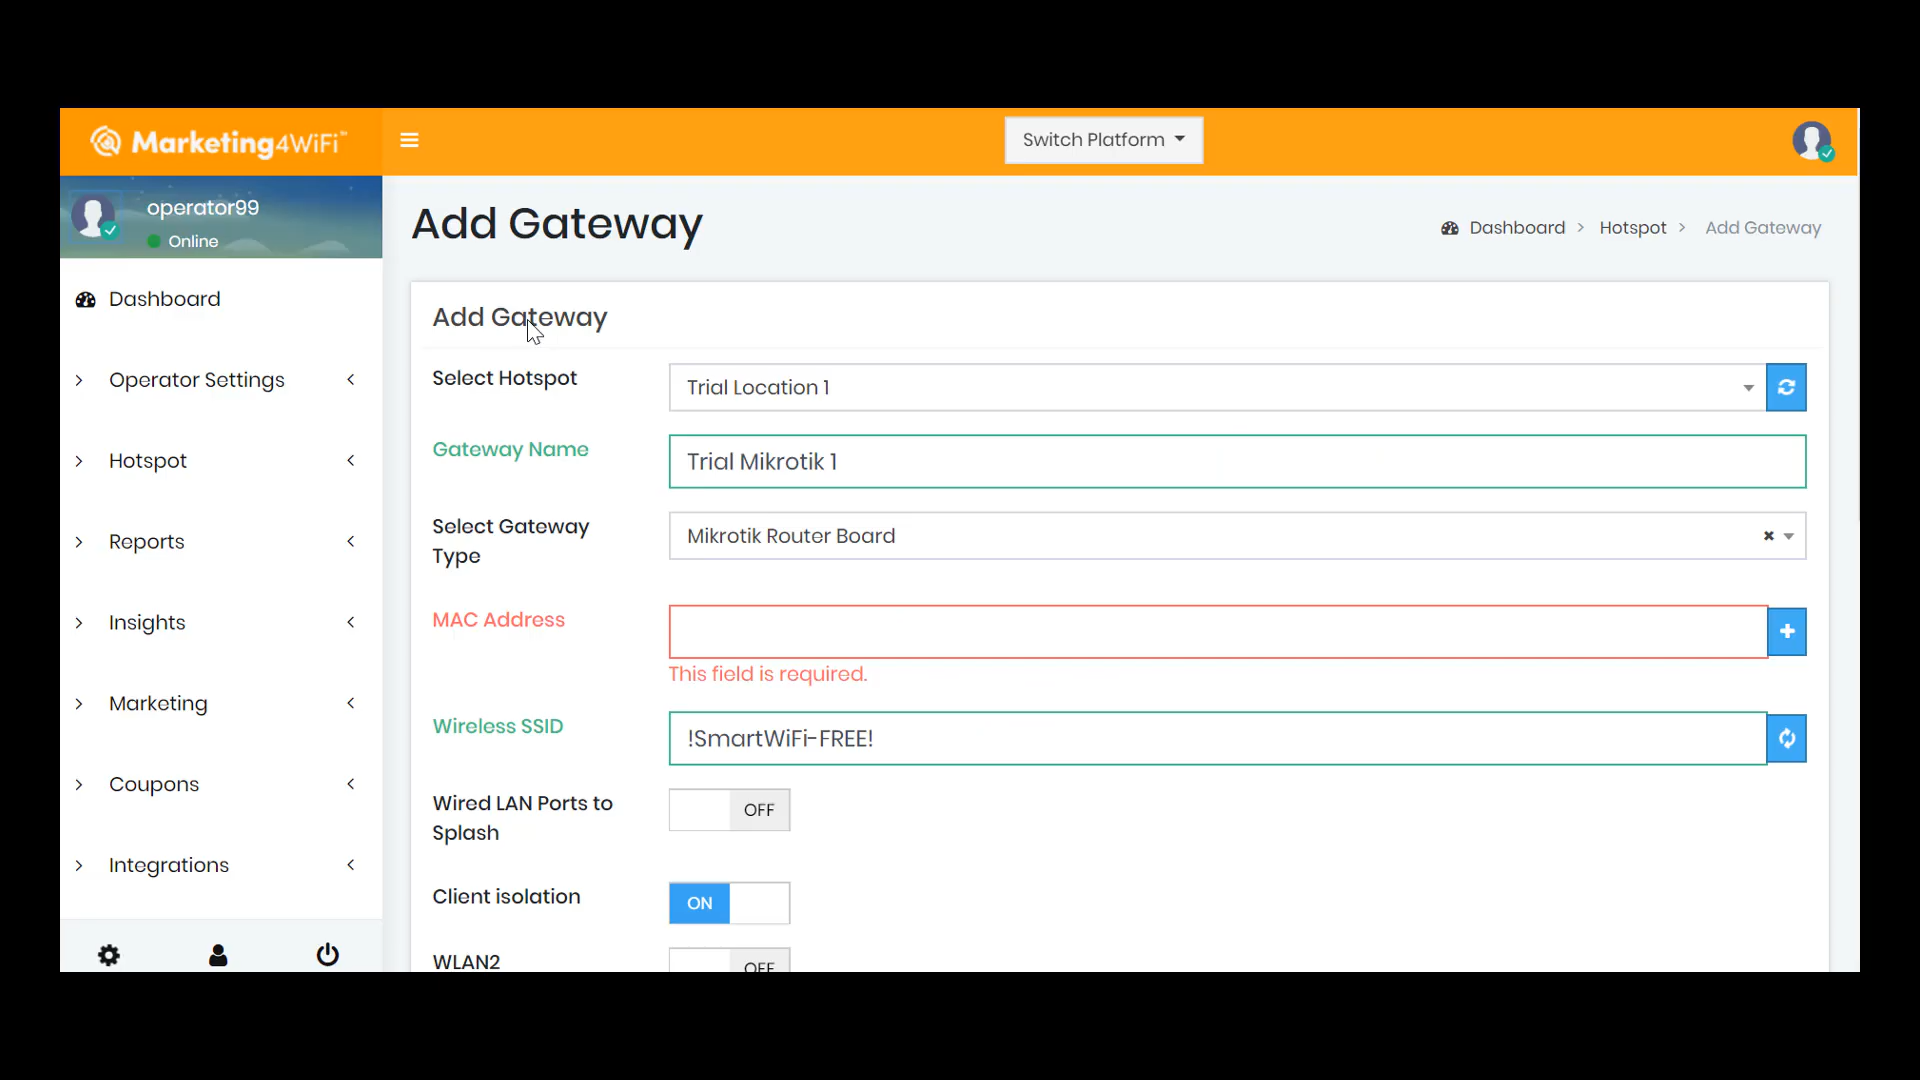 Marketing4WiFi™
Switch Platform
operator99
Online
Add Gateway
Dashboard > Hotspot > Add Gateway
Dashboard
Operator Settings
Hotspot
Reports
Insights
Marketing
Coupons
Integrations
Add Gateway
Select Hotspot
Trial Location 1
Gateway Name
Trial Mikrotik 1
Select Gateway
Type
Mikrotik Router Board
MAC Address
This field is required.
Wireless SSID
!SmartWiFi-FREE!
Wired LAN Ports to
Splash
OFF
Client isolation
ON
WLAN2
OFF